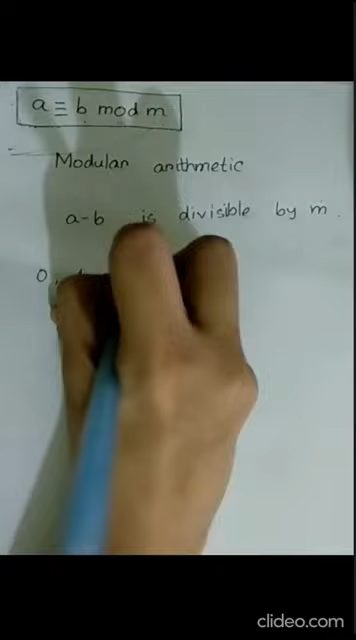 a ≡ b mod m
Modular arithmetic
a-b is divisible by m.
clideo.com